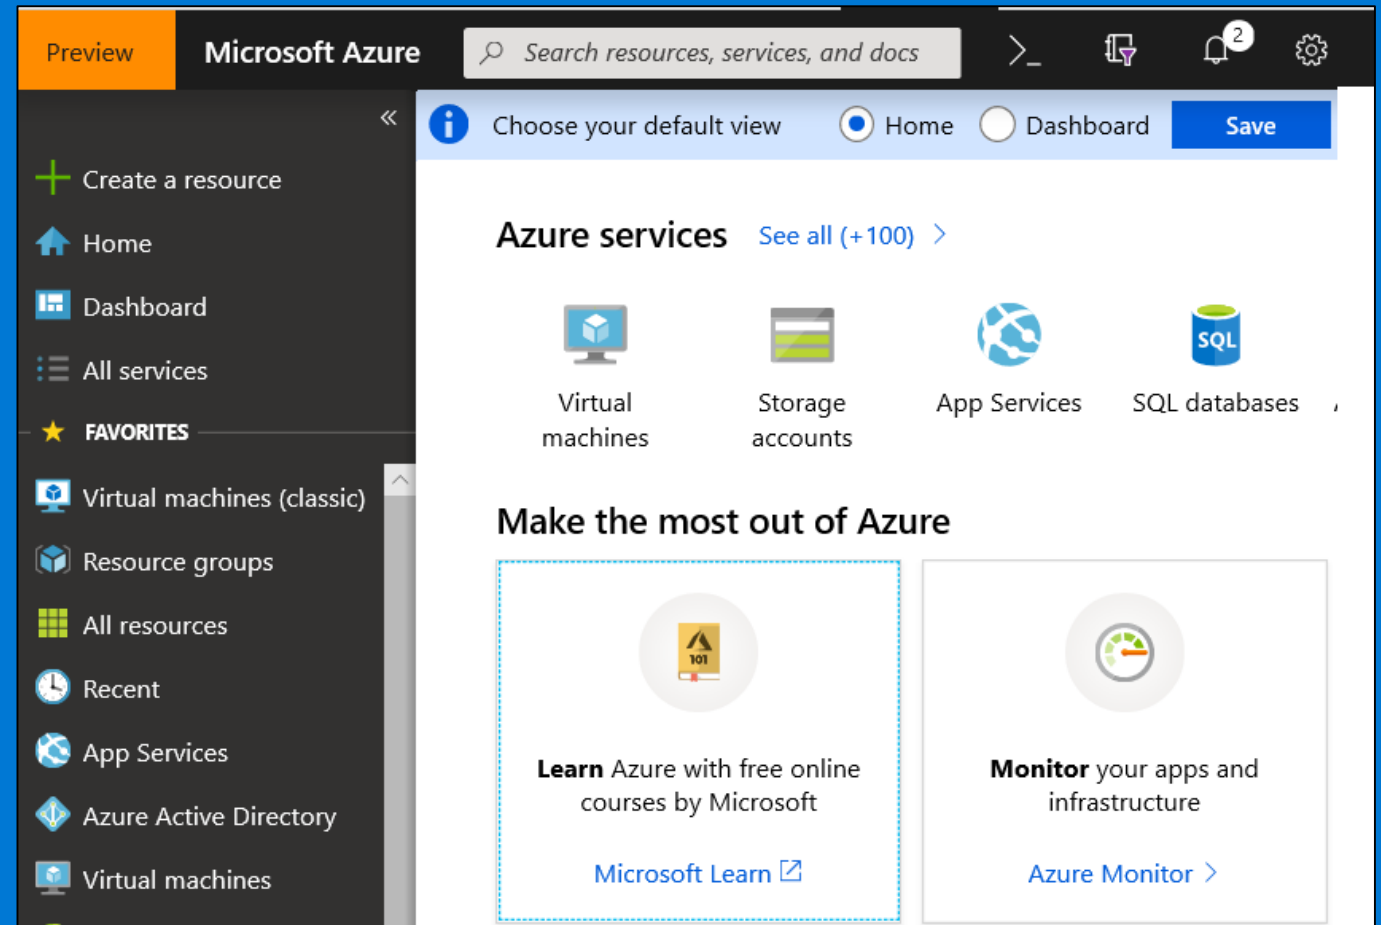 Preview
Microsoft Azure
Search resources, services, and docs
2
Choose your default view
Home
Dashboard
Save
Create a resource
Home
Dashboard
All services
FAVORITES
Virtual machines (classic)
Resource groups
All resources
Recent
App Services
Azure Active Directory
Virtual machines
Azure services
See all (+100)
Virtual
machines
Storage
accounts
App Services
SQL
SQL databases
Make the most out of Azure
101
Learn Azure with free online
courses by Microsoft
Microsoft Learn
Monitor your apps and
infrastructure
Azure Monitor